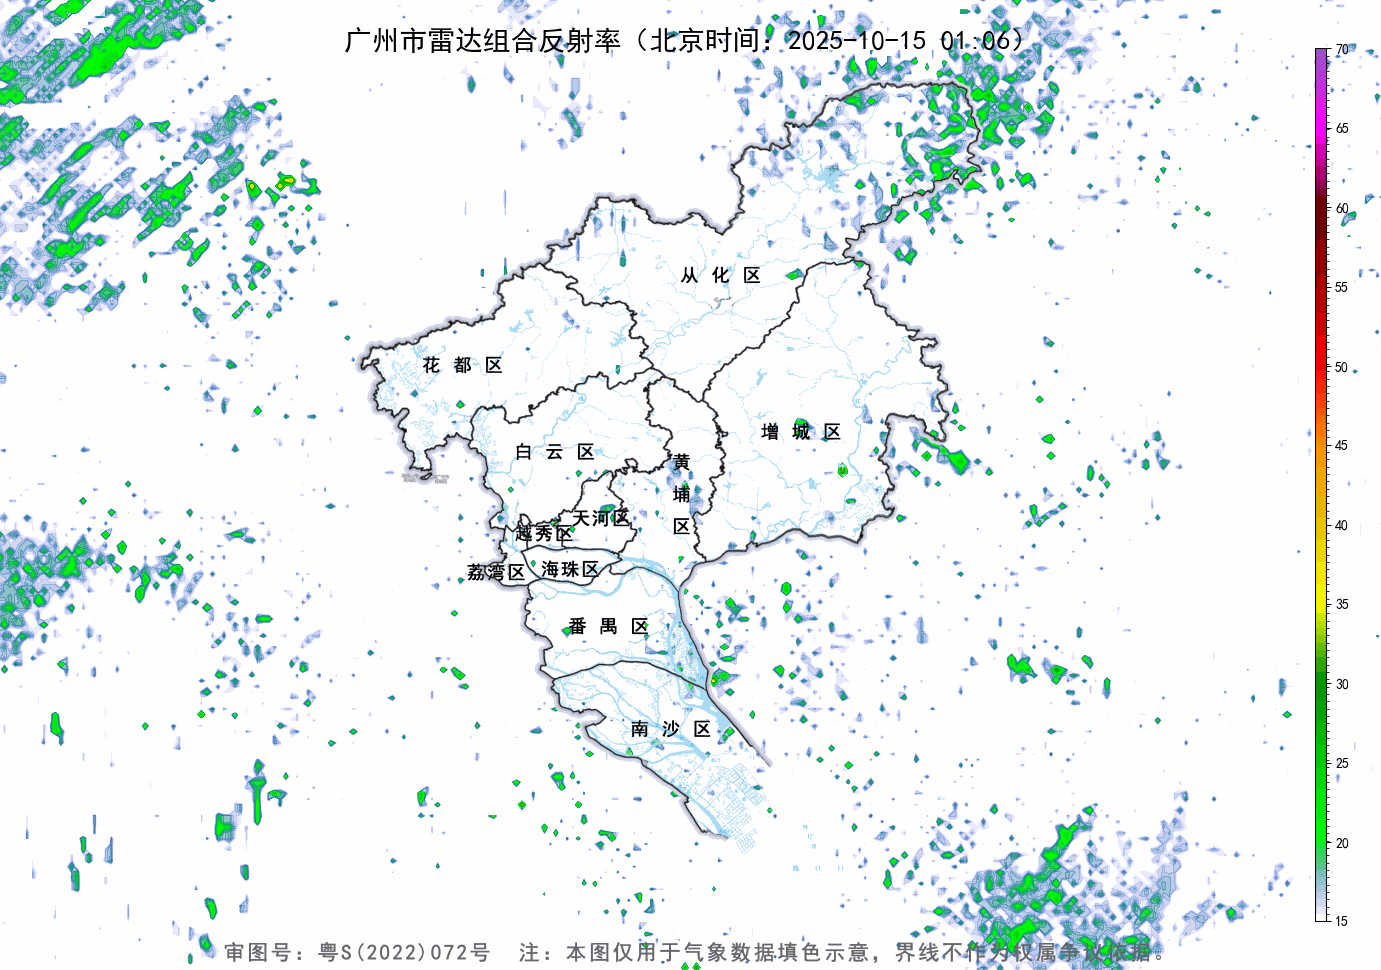 广州市雷达组合反射率（北京时间：2025-10-15 01:06）
70
65
60
55
50
45
40
35
30
25
20
15
从化区
花都区
增城区
白云区
黄埔区
天河区
越秀区
海珠区
荔湾区
番禺区
南沙区
审图号：粤S(2022)072号 注：本图仅用于气象数据填色示意，界线不作为权属争议依据。